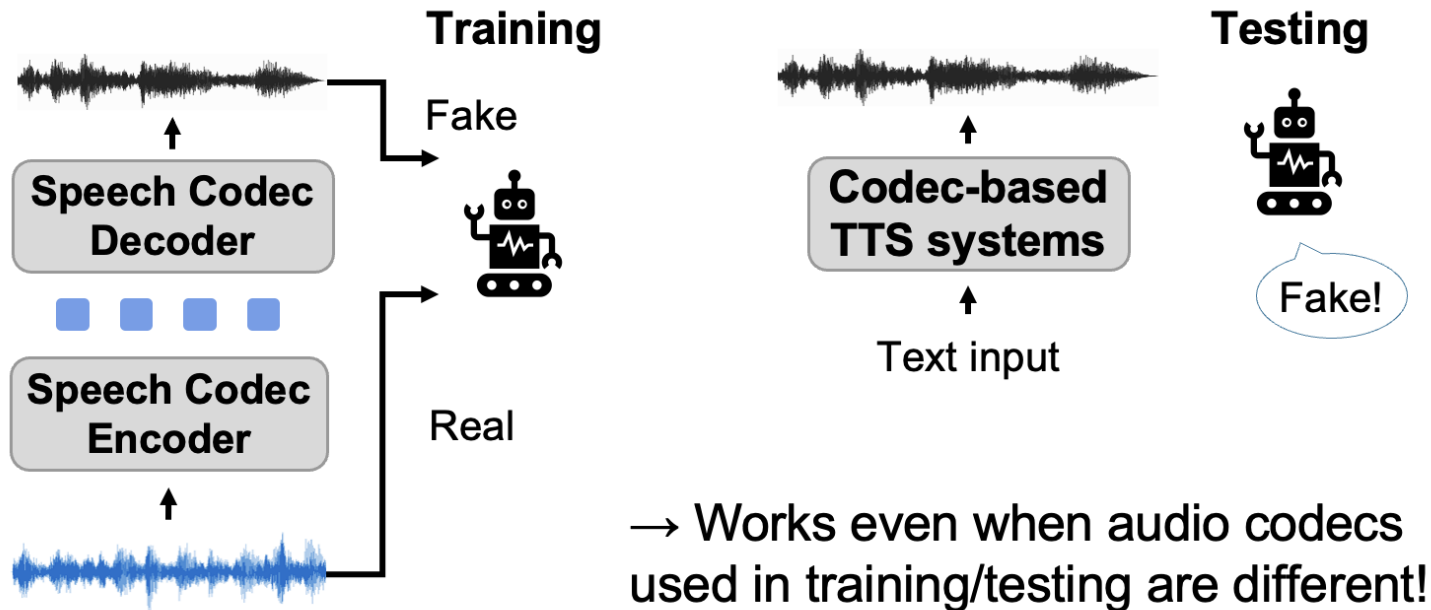 Training
Fake
Speech Codec
Decoder
Speech Codec
Encoder
Real
Testing
Codec-based
TTS systems
Fake!
Text input
→ Works even when audio codecs
used in training/testing are different!